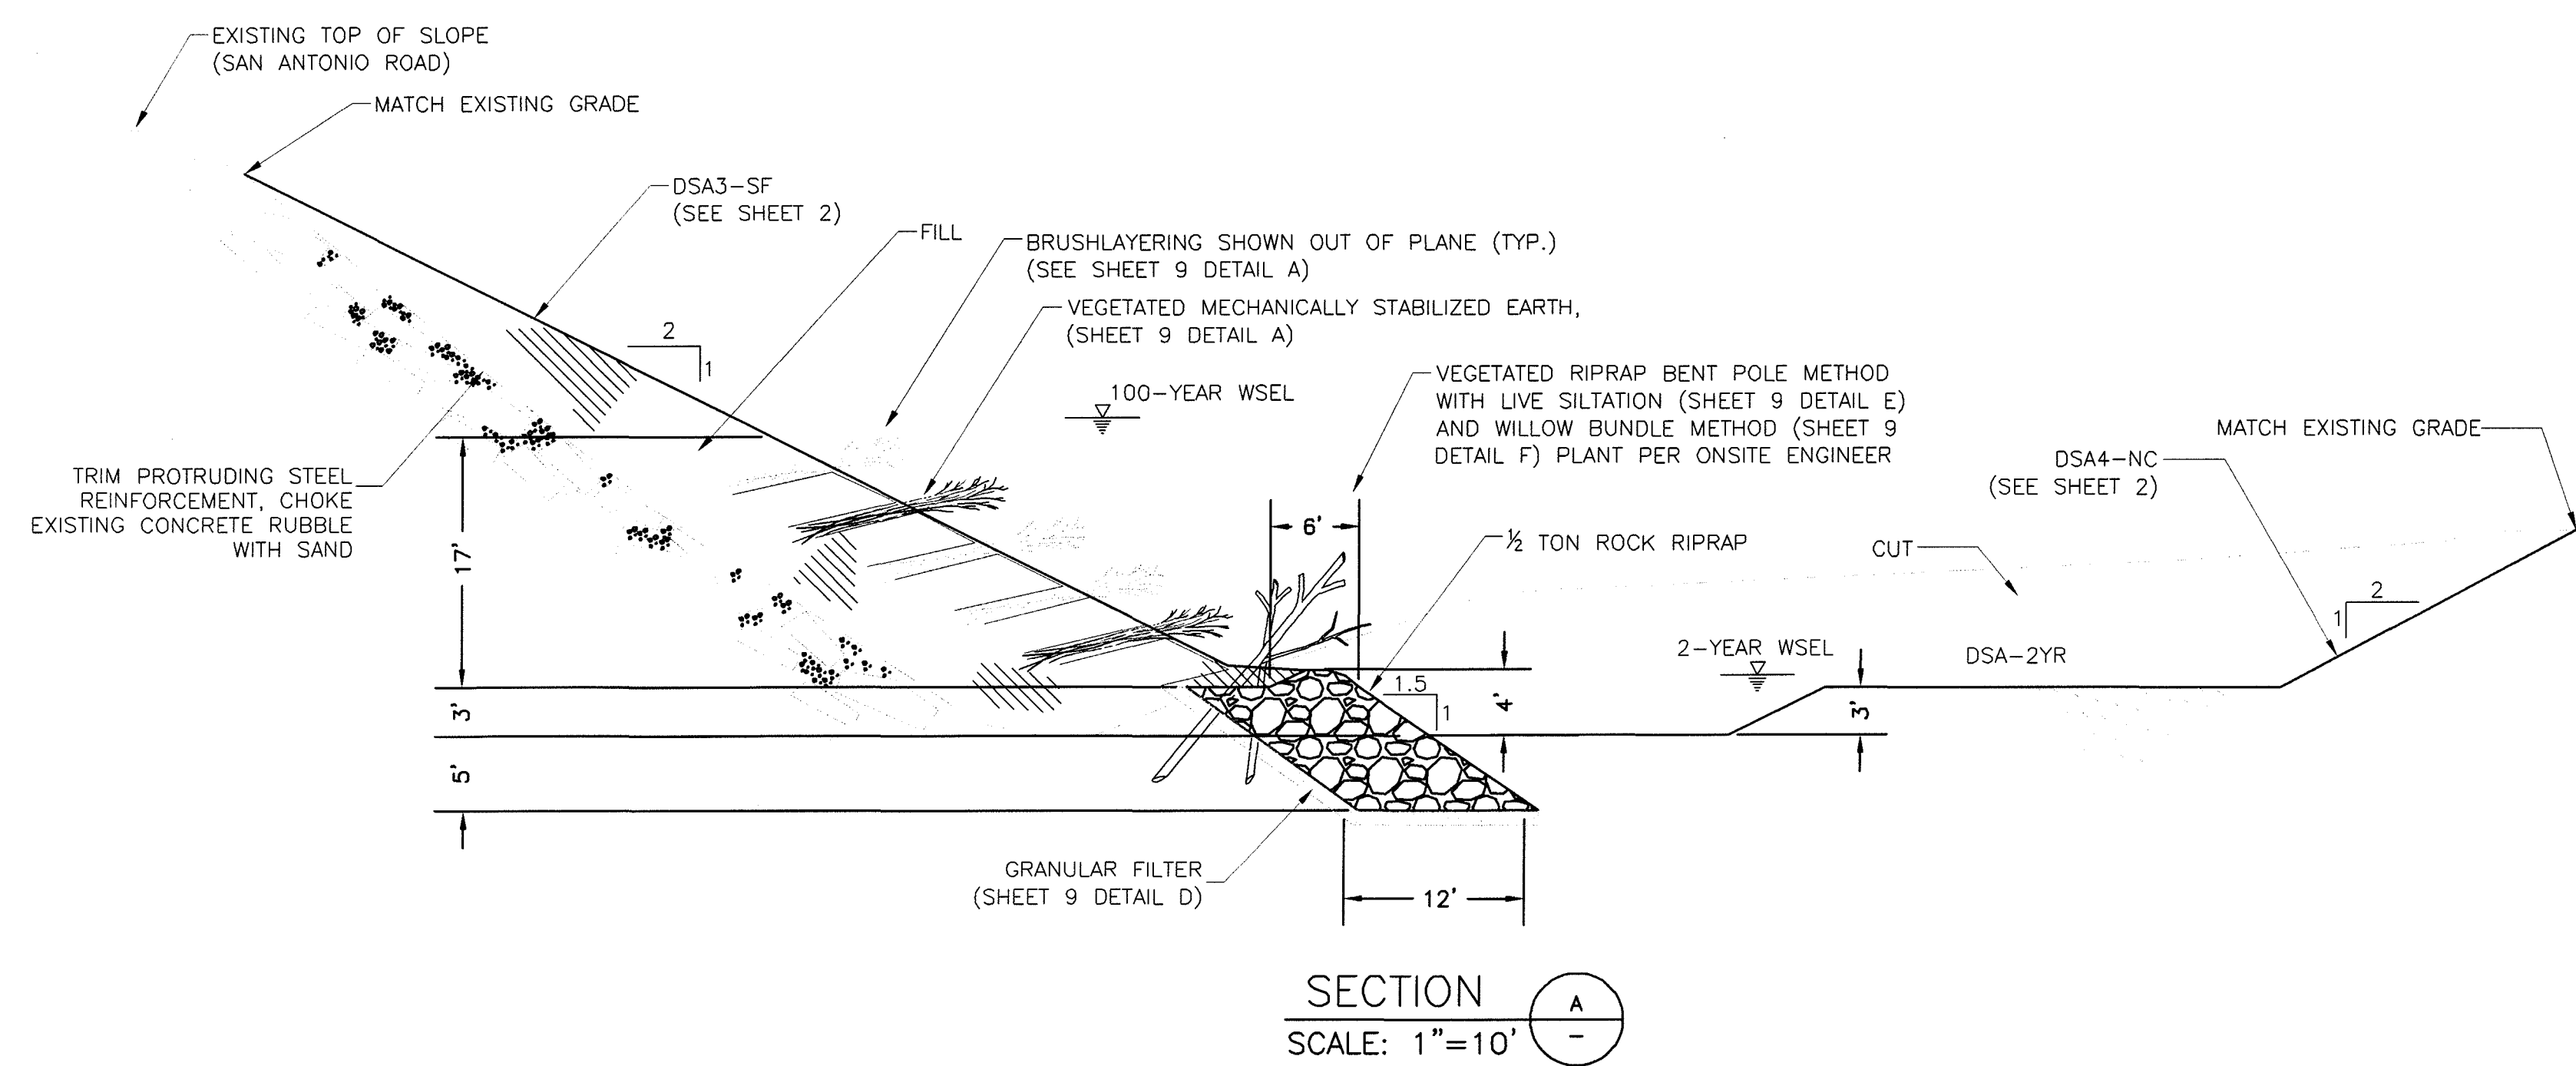 EXISTING TOP OF SLOPE
(SAN ANTONIO ROAD)
MATCH EXISTING GRADE
DSA3-SF
(SEE SHEET 2)
FILL
BRUSHLAYERING SHOWN OUT OF PLANE (TYP.)
(SEE SHEET 9 DETAIL A)
VEGETATED MECHANICALLY STABILIZED EARTH,
(SHEET 9 DETAIL A)
2
1
100-YEAR WSEL
VEGETATED RIPRAP BENT POLE METHOD
WITH LIVE SILTATION (SHEET 9 DETAIL E)
AND WILLOW BUNDLE METHOD (SHEET 9
DETAIL F) PLANT PER ONSITE ENGINEER
MATCH EXISTING GRADE
DSA4-NC
(SEE SHEET 2)
TRIM PROTRUDING STEEL
REINFORCEMENT, CHOKE
EXISTING CONCRETE RUBBLE
WITH SAND
17'
6'
½ TON ROCK RIPRAP
CUT
2
1
2-YEAR WSEL
DSA-2YR
1.5
1
4'
3'
3'
5'
GRANULAR FILTER
(SHEET 9 DETAIL D)
12'
SECTION
A
SCALE: 1"=10'
-